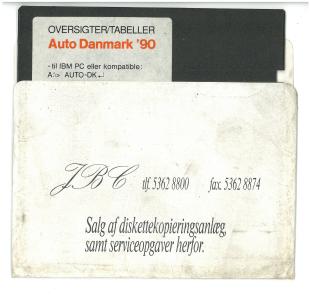 OVERSIGTER/TABELLER
Auto Danmark '90
- til IBM PC eller kompatible:
A:> AUTO-DK↵
JBC tlf. 5362 8800 fax. 5362 8874
Salg af diskettekopieringsanlæg,
samt serviceopgaver herfor.